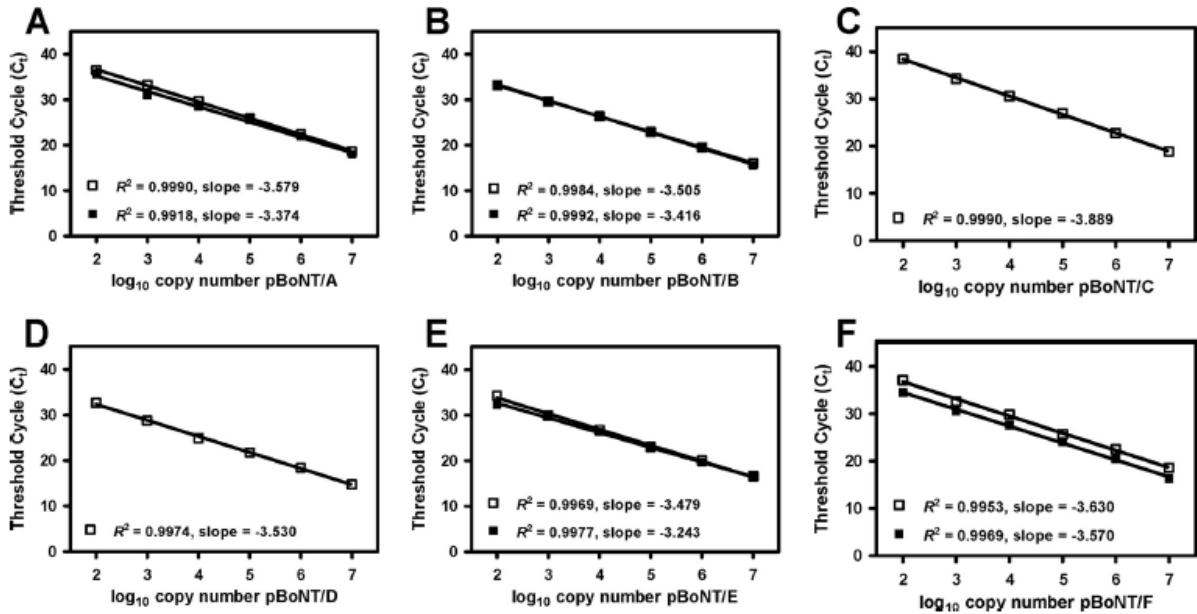 A
Threshold Cycle (Ct)
40
30
20
10
0
R² = 0.9990, slope = -3.579
R² = 0.9918, slope = -3.374
2 3 4 5 6 7
log10 copy number pBoNT/A
B
Threshold Cycle (Ct)
40
30
20
10
0
R² = 0.9984, slope = -3.505
R² = 0.9992, slope = -3.416
2 3 4 5 6 7
log10 copy number pBoNT/B
C
Threshold Cycle (Ct)
40
30
20
10
0
R² = 0.9990, slope = -3.889
2 3 4 5 6 7
log10 copy number pBoNT/C
D
Threshold Cycle (Ct)
40
30
20
10
0
R² = 0.9974, slope = -3.530
2 3 4 5 6 7
log10 copy number pBoNT/D
E
Threshold Cycle (Ct)
40
30
20
10
0
R² = 0.9969, slope = -3.479
R² = 0.9977, slope = -3.243
2 3 4 5 6 7
log10 copy number pBoNT/E
F
Threshold Cycle (Ct)
40
30
20
10
0
R² = 0.9953, slope = -3.630
R² = 0.9969, slope = -3.570
2 3 4 5 6 7
log10 copy number pBoNT/F